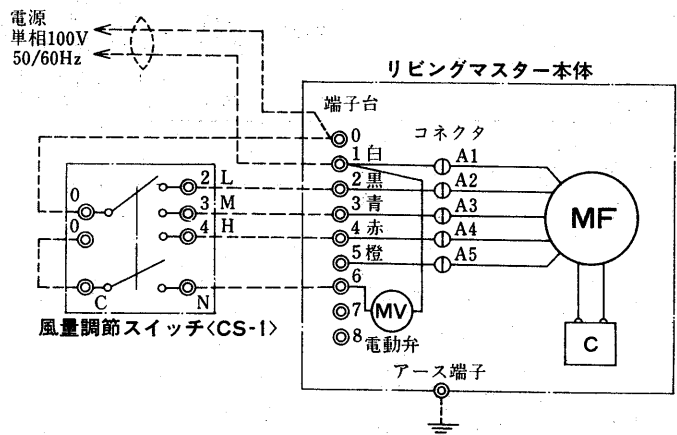 電源
単相100V
50/60Hz
リビングマスター本体
端子台
コネクタ
0
1 白
2 黒
3 青
4 赤
5 橙
6
7
8
A1
A2
A3
A4
A5
MF
MV
電動弁
C
アース端子
0
0
C
2 L
3 M
4 H
N
風量調節スイッチ〈CS-1〉